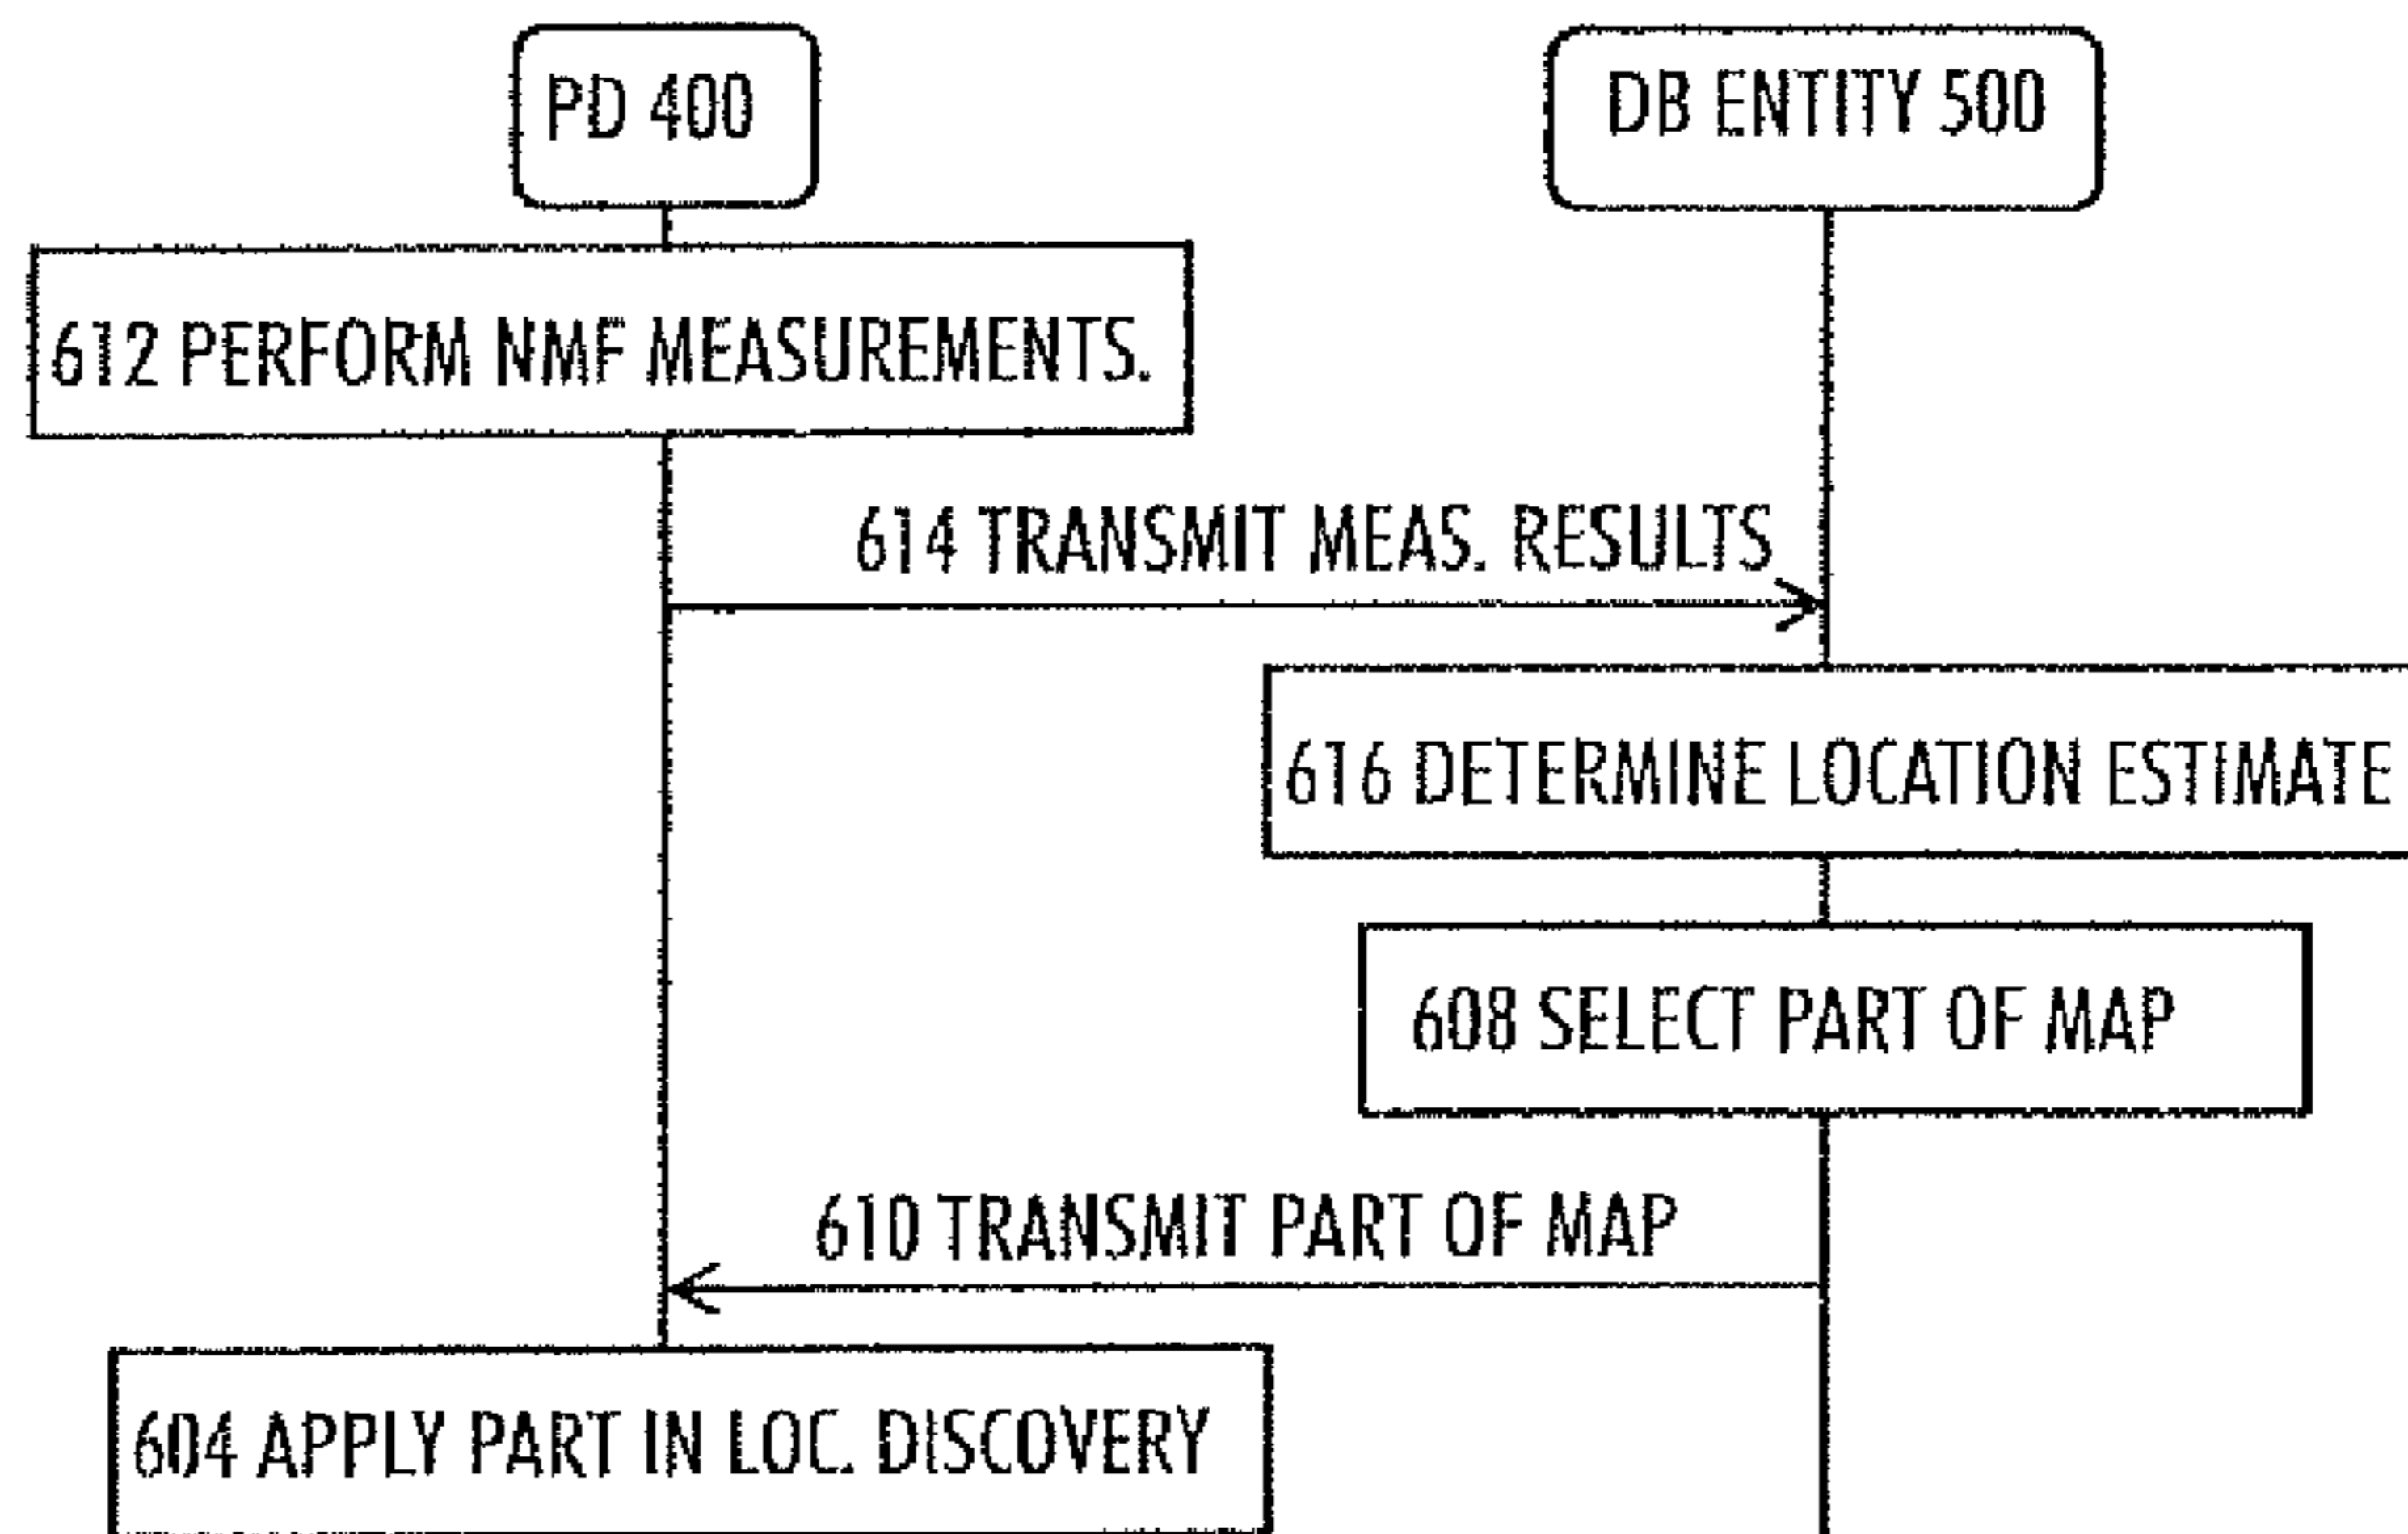 PD 400
DB ENTITY 500
612 PERFORM NMF MEASUREMENTS.
614 TRANSMIT MEAS. RESULTS
616 DETERMINE LOCATION ESTIMATE
608 SELECT PART OF MAP
610 TRANSMIT PART OF MAP
604 APPLY PART IN LOC. DISCOVERY